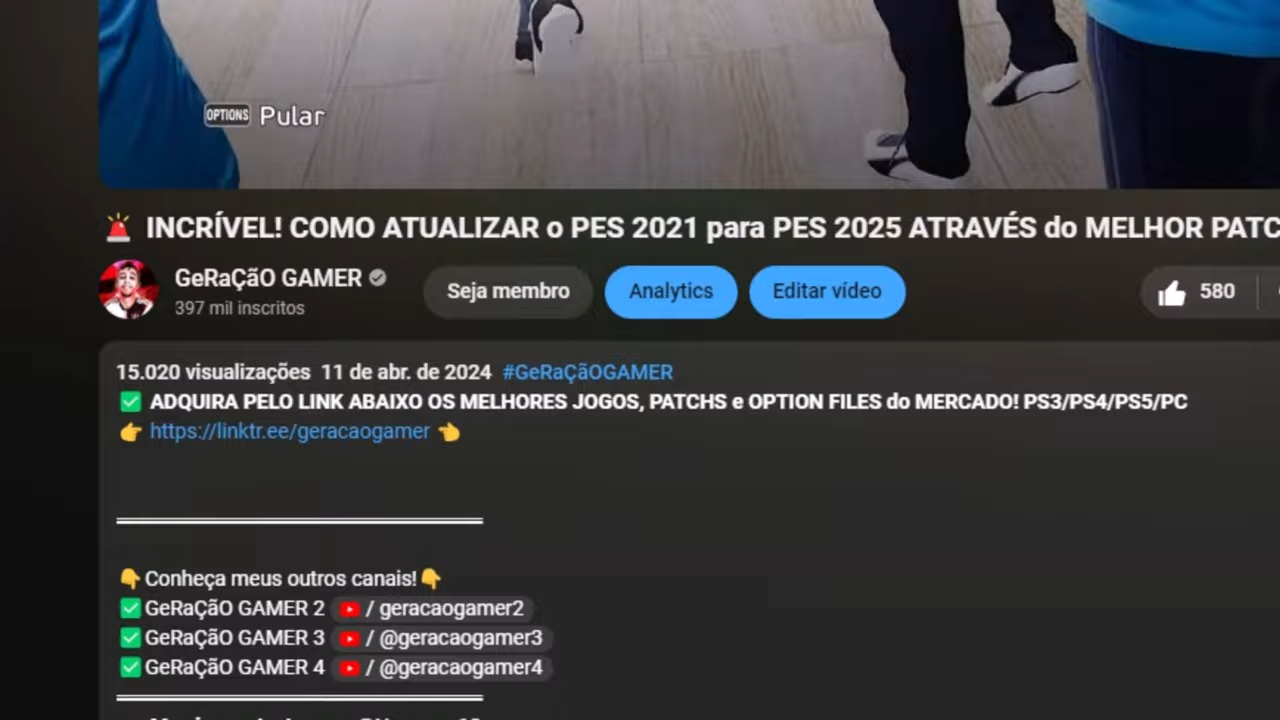 OPTIONS Pular
INCRÍVEL! COMO ATUALIZAR o PES 2021 para PES 2025 ATRAVÉS do MELHOR PATC
GeRaÇãO GAMER
397 mil inscritos
Seja membro
Analytics
Editar vídeo
580
15.020 visualizações 11 de abr. de 2024 #GeRaÇãOGAMER
✅ ADQUIRA PELO LINK ABAIXO OS MELHORES JOGOS, PATCHS e OPTION FILES do MERCADO! PS3/PS4/PS5/PC
👉 https://linktr.ee/geracaogamer 👈
👇Conheça meus outros canais!👇
✅GeRaÇãO GAMER 2 / geracaogamer2
✅GeRaÇãO GAMER 3 / @geracaogamer3
✅GeRaÇãO GAMER 4 / @geracaogamer4